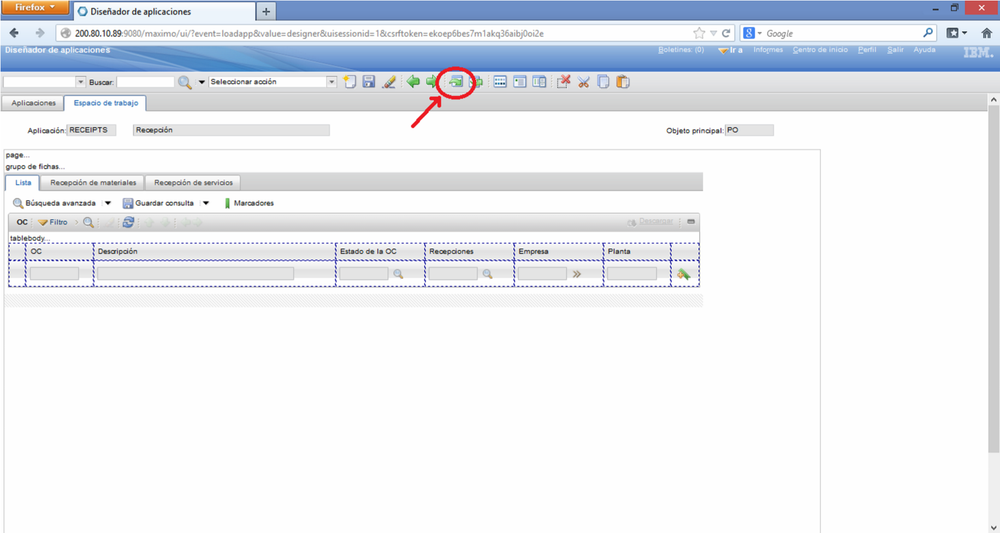 Firefox
Diseñador de aplicaciones
200.80.10.89:9080/maximo/ui/?event=loadapp&value=designer&uisessionid=1&csrftoken=ekoep6bes7m1akq36aibj0oi2e
Google
Diseñador de aplicaciones
Boletines: (0) Ir a Informes Centro de inicio Perfil Salir Ayuda IBM.
Buscar: Seleccionar acción
Aplicaciones Espacio de trabajo
Aplicación: RECEIPTS Recepción Objeto principal: PO
page...
grupo de fichas...
Lista Recepción de materiales Recepción de servicios
Búsqueda avanzada Guardar consulta Marcadores
OC Filtro Descargar
tablebody...
OC Descripción Estado de la OC Recepciones Empresa Planta